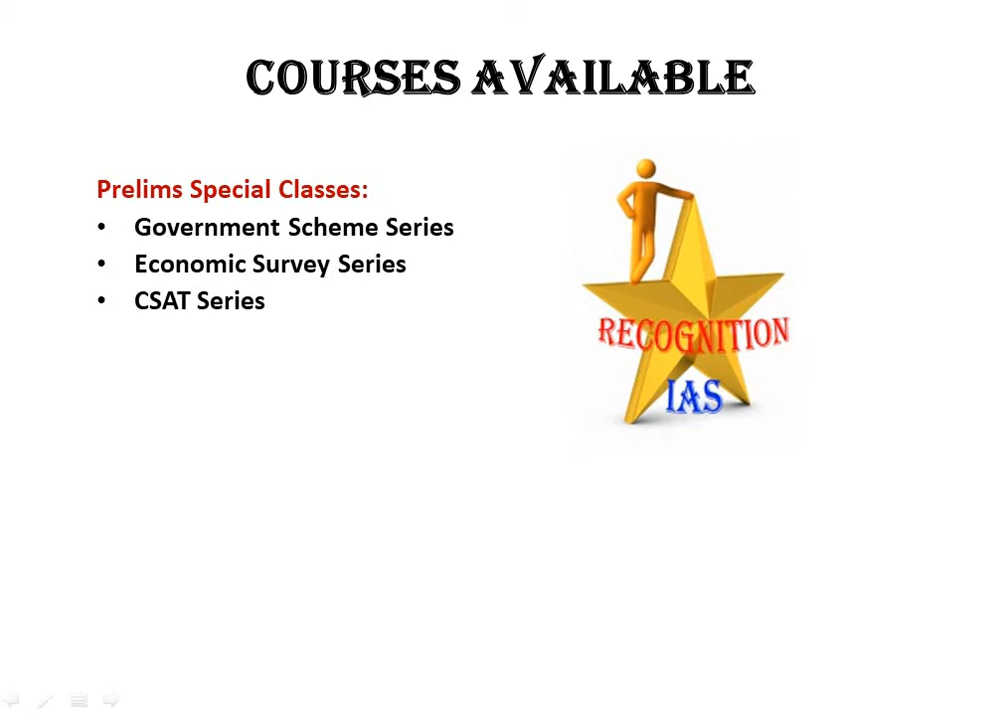 COURSES AVAILABLE
Prelims Special Classes:
• Government Scheme Series
• Economic Survey Series
• CSAT Series
RECOGNITION
IAS